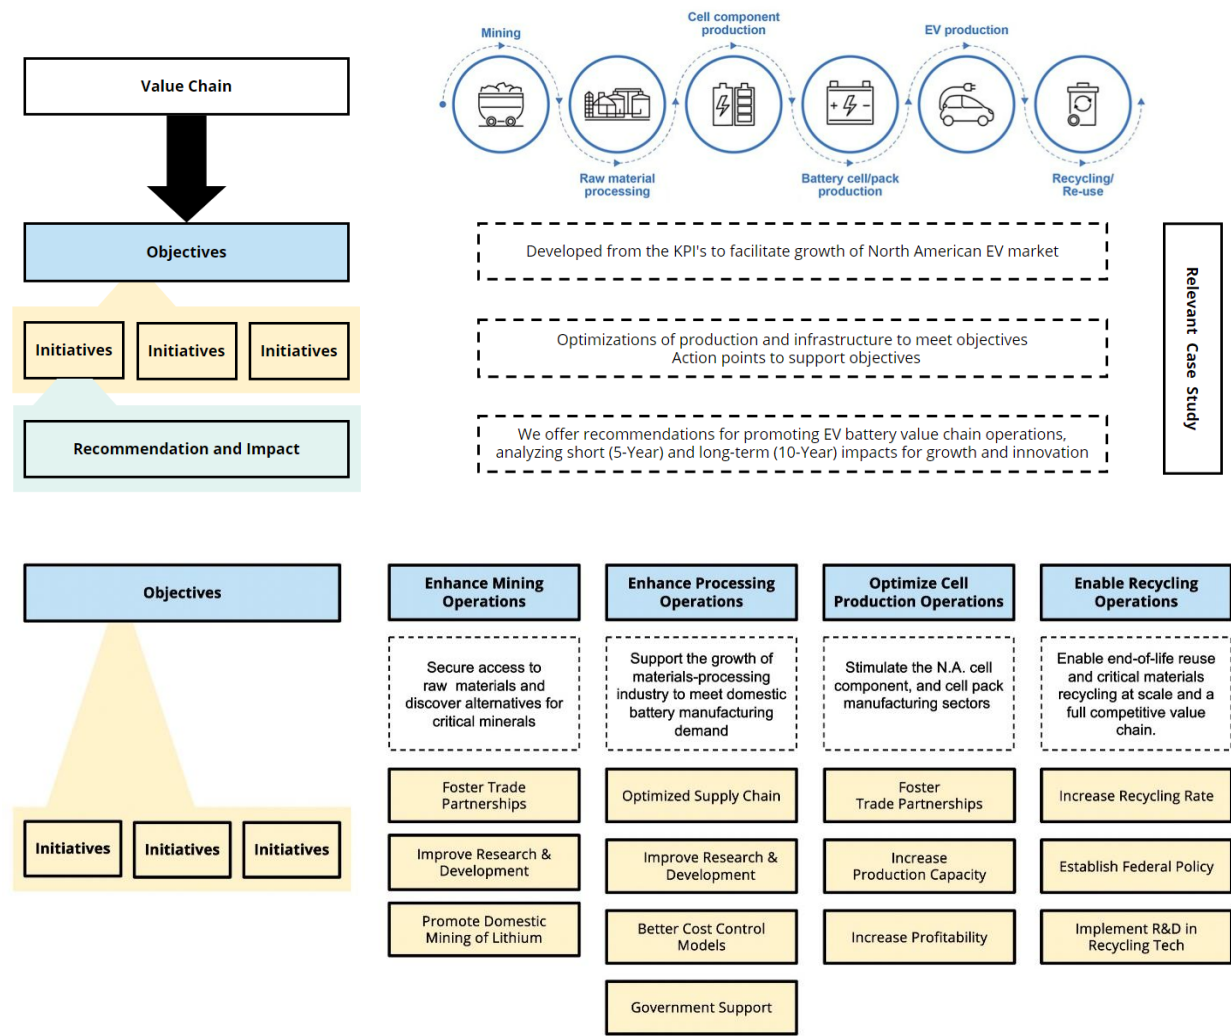 Value Chain
Mining
Cell component
production
EV production
Raw material
processing
Battery cell/pack
production
Recycling/
Re-use
Objectives
Developed from the KPI's to facilitate growth of North American EV market
Initiatives
Initiatives
Initiatives
Optimizations of production and infrastructure to meet objectives
Action points to support objectives
Recommendation and Impact
We offer recommendations for promoting EV battery value chain operations,
analyzing short (5-Year) and long-term (10-Year) impacts for growth and innovation
Relevant Case Study
Objectives
Initiatives
Initiatives
Initiatives
Enhance Mining
Operations
Secure access to
raw materials and
discover alternatives for
critical minerals
Foster Trade
Partnerships
Improve Research &
Development
Promote Domestic
Mining of Lithium
Enhance Processing
Operations
Support the growth of
materials-processing
industry to meet domestic
battery manufacturing
demand
Optimized Supply Chain
Improve Research &
Development
Better Cost Control
Models
Government Support
Optimize Cell
Production Operations
Stimulate the N.A. cell
component, and cell pack
manufacturing sectors
Foster
Trade Partnerships
Increase
Production Capacity
Increase Profitability
Enable Recycling
Operations
Enable end-of-life reuse
and critical materials
recycling at scale and a
full competitive value
chain.
Increase Recycling Rate
Establish Federal Policy
Implement R&D in
Recycling Tech